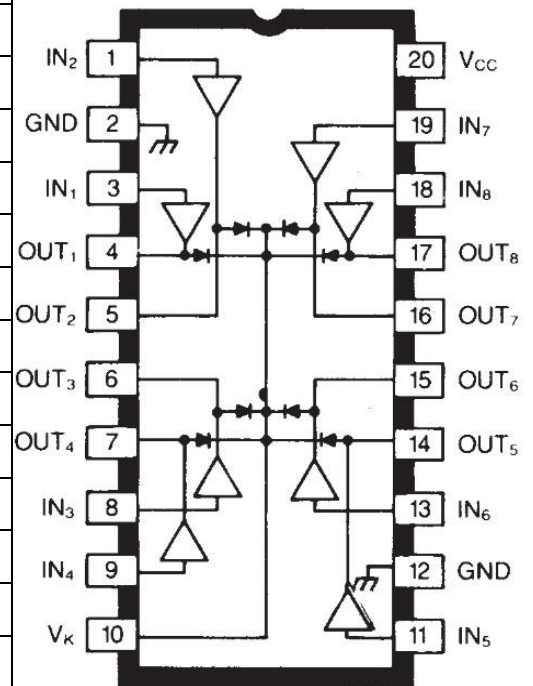 IN₂ 1 20 VCC
GND 2 19 IN₇
IN₁ 3 18 IN₈
OUT₁ 4 17 OUT₈
OUT₂ 5 16 OUT₇
OUT₃ 6 15 OUT₆
OUT₄ 7 14 OUT₅
IN₃ 8 13 IN₆
IN₄ 9 12 GND
VK 10 11 IN₅